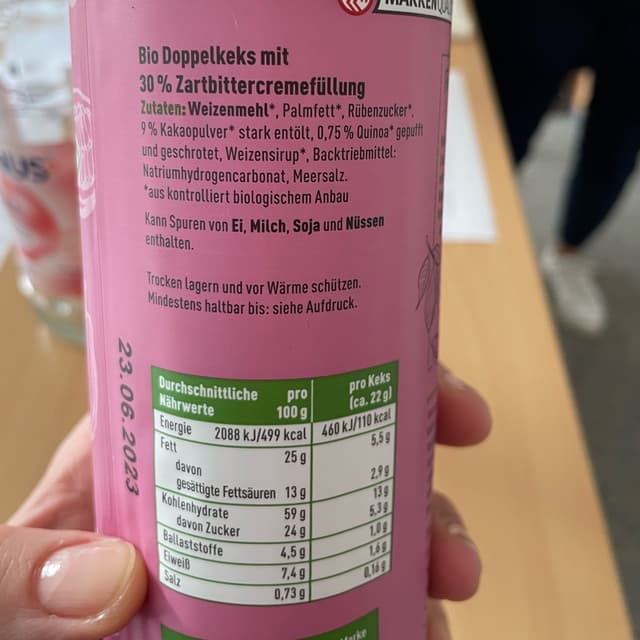 Bio Doppelkeks mit
30% Zartbittercremefüllung
Zutaten: Weizenmehl*, Palmfett*, Rübenzucker*,
9% Kakaopulver* stark entölt, 0,75% Quinoa* gepufft
und geschrotet, Weizensirup*, Backtriebmittel:
Natriumhydrogencarbonat, Meersalz.
*aus kontrolliert biologischem Anbau
Kann Spuren von Ei, Milch, Soja und Nüssen
enthalten.
Trocken lagern und vor Wärme schützen.
Mindestens haltbar bis: siehe Aufdruck.
23.06.2023
Durchschnittliche Nährwerte pro 100 g pro Keks (ca. 22 g)
Energie 2088 kJ/499 kcal 460 kJ/110 kcal
Fett 25 g 5,5 g
davon
gesättigte Fettsäuren 13 g 2,9 g
Kohlenhydrate 59 g 13 g
davon Zucker 24 g 5,3 g
Ballaststoffe 4,5 g 1,0 g
Eiweiß 7,4 g 1,6 g
Salz 0,73 g 0,16 g